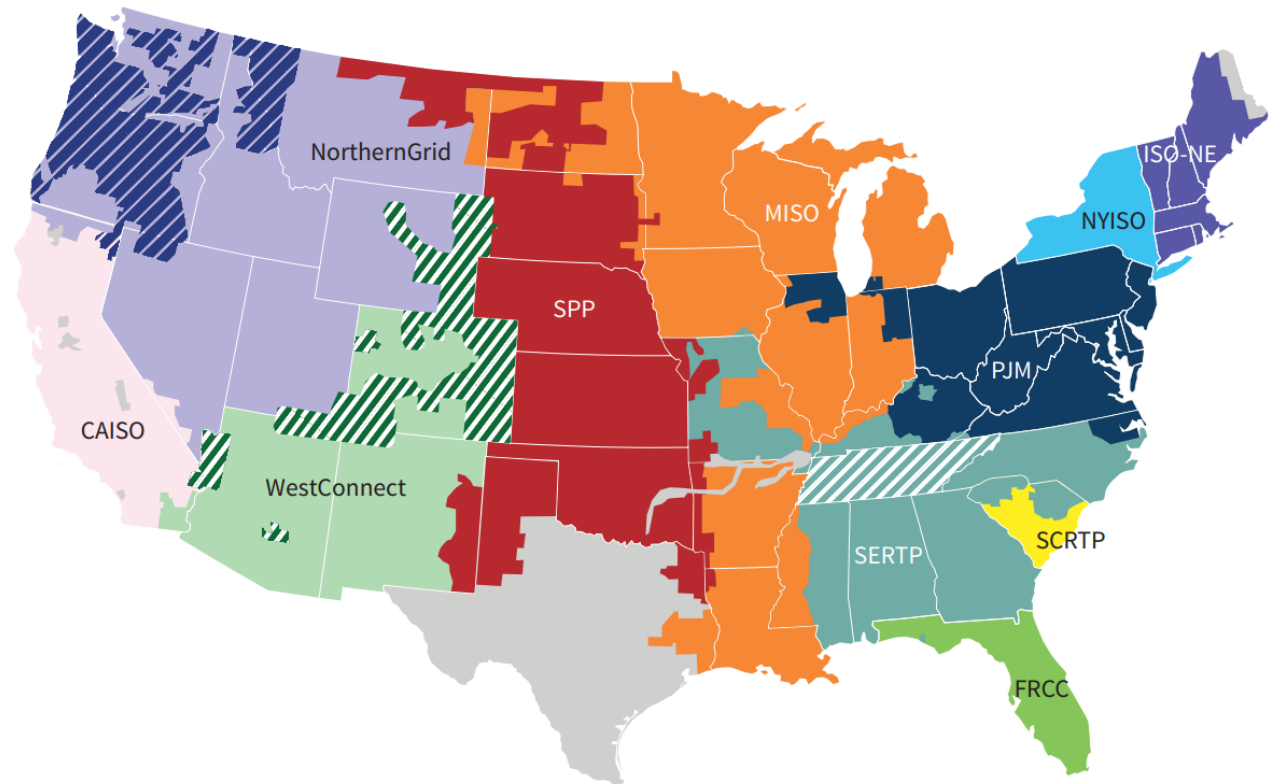 ISO-NE
NorthernGrid
MISO
NYISO
SPP
PJM
CAISO
WestConnect
SERTP
SCRTP
FRCC